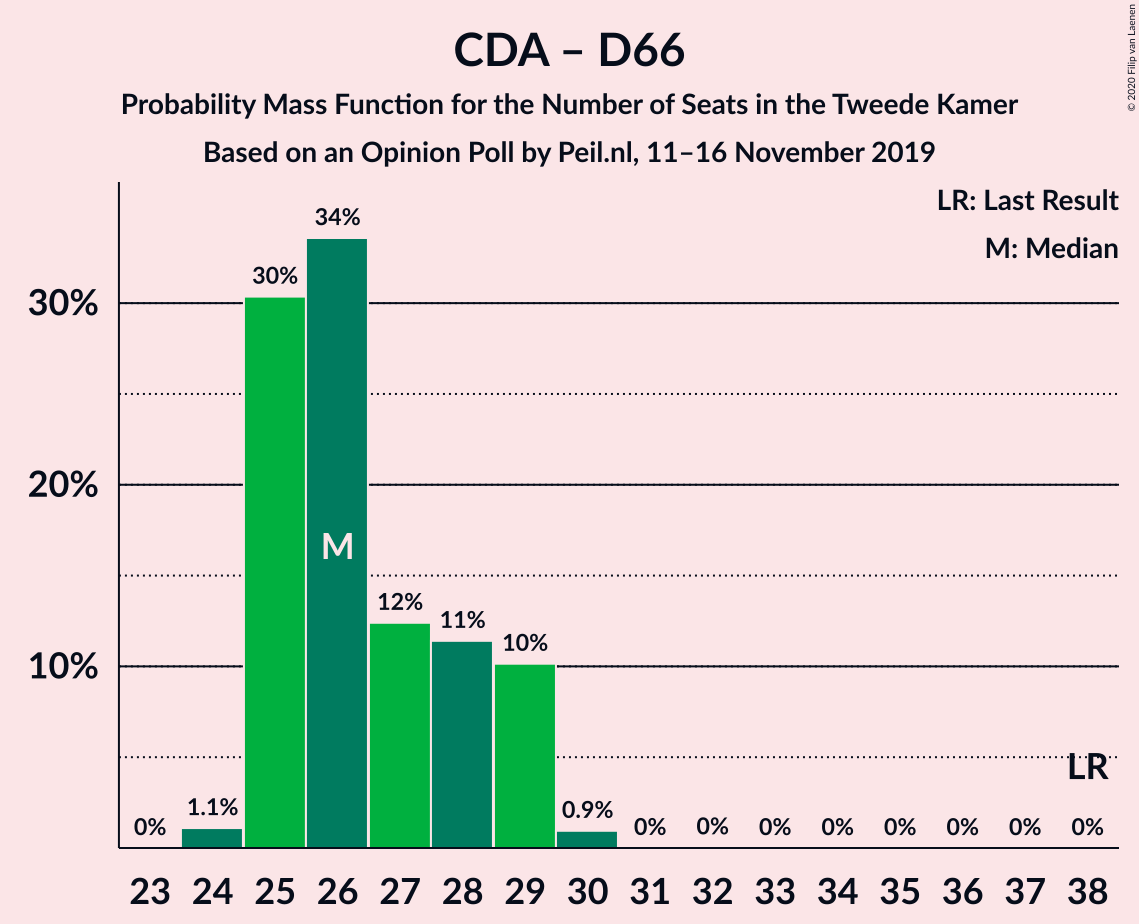 CDA – D66
Probability Mass Function for the Number of Seats in the Tweede Kamer
Based on an Opinion Poll by Peil.nl, 11–16 November 2019
© 2020 Filip van Laenen
LR: Last Result
M: Median
30%
20%
10%
0%
1.1%
30%
34%
12%
11%
10%
0.9%
0%
0%
0%
0%
0%
0%
0%
0%
M
LR
23 24 25 26 27 28 29 30 31 32 33 34 35 36 37 38